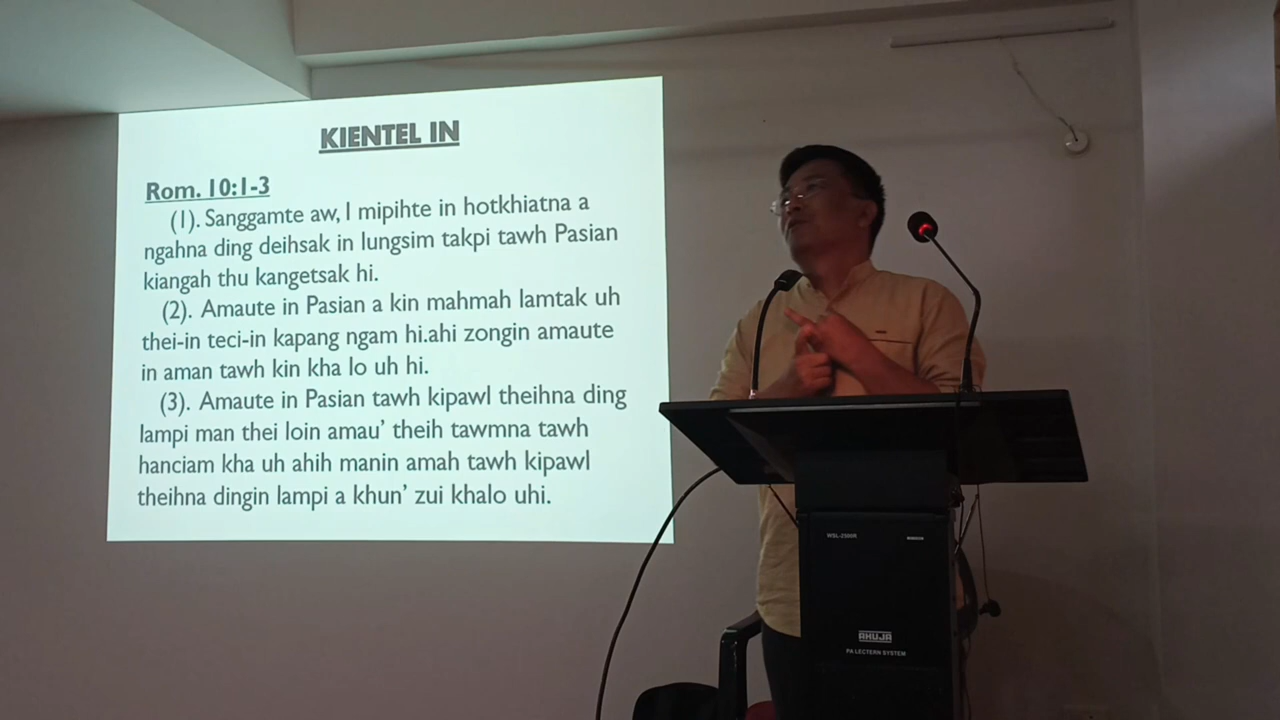 KIENTEL IN
Rom. 10:1-3
(1). Sanggamte aw, I mipihte in hotkhiatna a
ngahna ding deihsak in lungsim takpi tawh Pasian
kiangah thu kangetsak hi.
(2). Amaute in Pasian a kin mahmah lamtak uh
thei-in teci-in kapang ngam hi.ahi zongin amaute
in aman tawh kin kha lo uh hi.
(3). Amaute in Pasian tawh kipawl theihna ding
lampi man thei loin amau’ theih tawmna tawh
hanciam kha uh ahih manin amah tawh kipawl
theihna dingin lampi a khun’ zui khalo uhi.
WSL-2500R
AHUJA
PA LECTERN SYSTEM